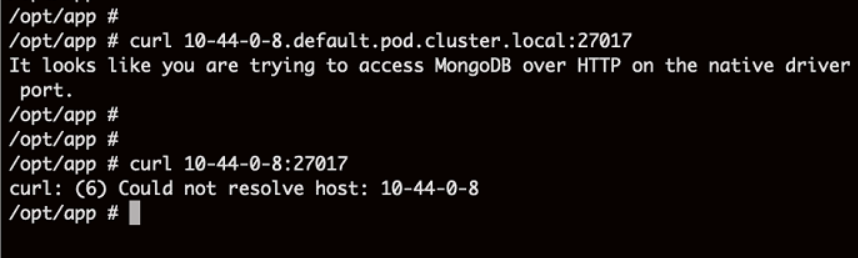 /opt/app #
/opt/app # curl 10-44-0-8.default.pod.cluster.local:27017
It looks like you are trying to access MongoDB over HTTP on the native driver
 port.
/opt/app #
/opt/app #
/opt/app # curl 10-44-0-8:27017
curl: (6) Could not resolve host: 10-44-0-8
/opt/app #